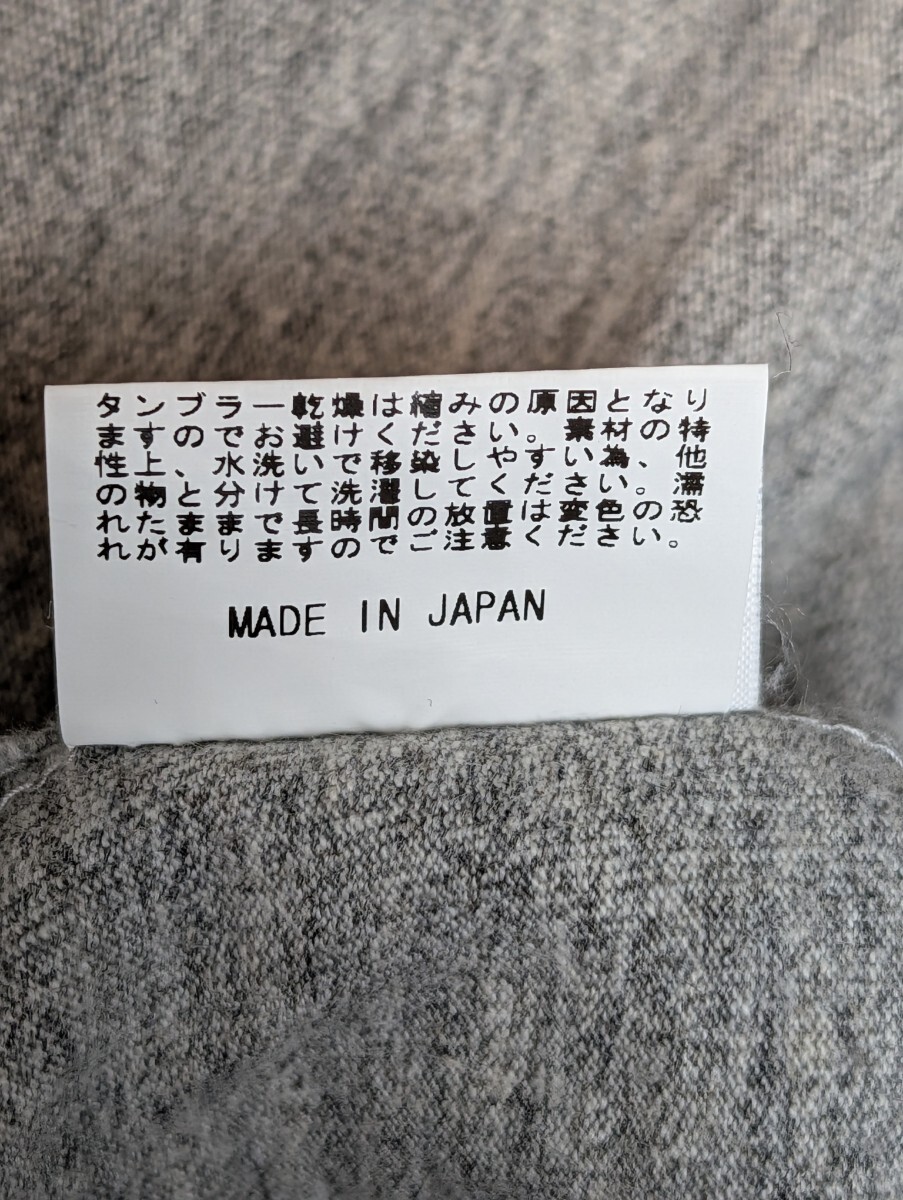 タンブラー乾燥は縮みの原因となり
ますのでお避けください。素材の特
性上、水洗いで移染しやすい為、他
の物と分けて洗濯してください。濡
れたまま まで長時間の放置は変色の恐
れが有りますのでご注意ください。
MADE IN JAPAN